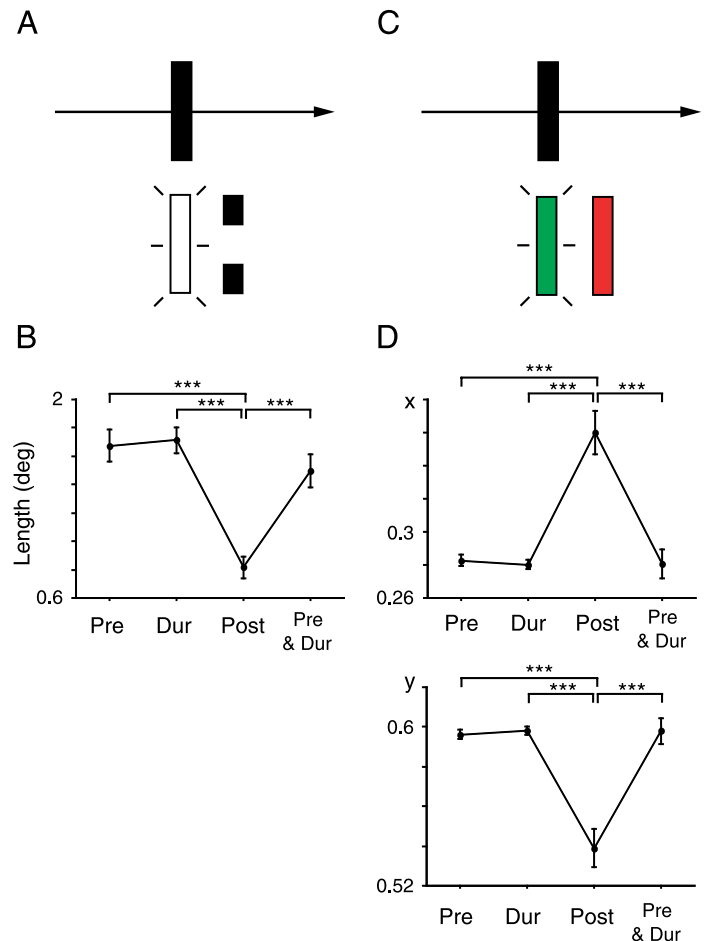 A
C
B
D
***
*** ***
2
Length (deg)
0.6
Pre Dur Post Pre & Dur
***
*** ***
x
0.3
0.26
Pre Dur Post Pre & Dur
***
*** ***
y
0.6
0.52
Pre Dur Post Pre & Dur